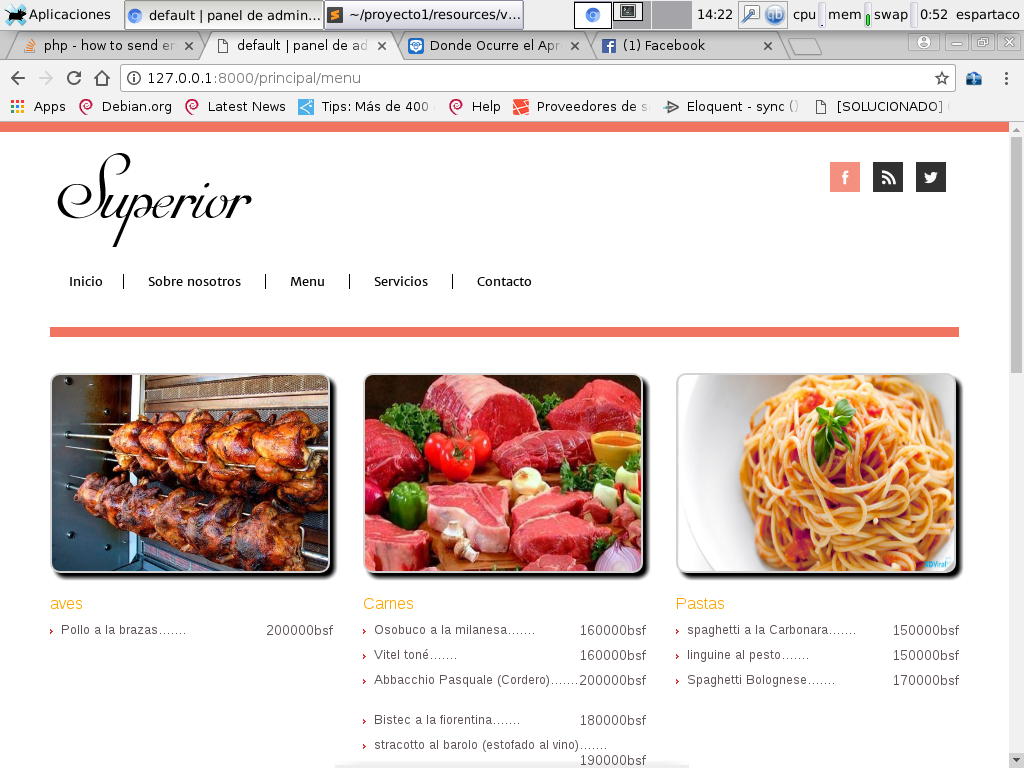 Aplicaciones default | panel de admin... ~/proyecto1/resources/v... 14:22 cpu mem swap 0:52 espartaco
php - how to send en default | panel de ad Donde Ocurre el Apr (1) Facebook
127.0.0.1:8000/principal/menu
Apps Debian.org Latest News Tips: Más de 400 Help Proveedores de s Eloquent - sync () [SOLUCIONADO]
Superior
Inicio Sobre nosotros Menu Servicios Contacto
aves
Pollo a la brazas....... 200000bsf
Carnes
Osobuco a la milanesa....... 160000bsf
Vitel toné....... 160000bsf
Abbacchio Pasquale (Cordero)....... 200000bsf
Bistec a la fiorentina....... 180000bsf
stracotto al barolo (estofado al vino).......
190000bsf
Pastas
spaghetti a la Carbonara....... 150000bsf
linguine al pesto....... 150000bsf
Spaghetti Bolognese....... 170000bsf